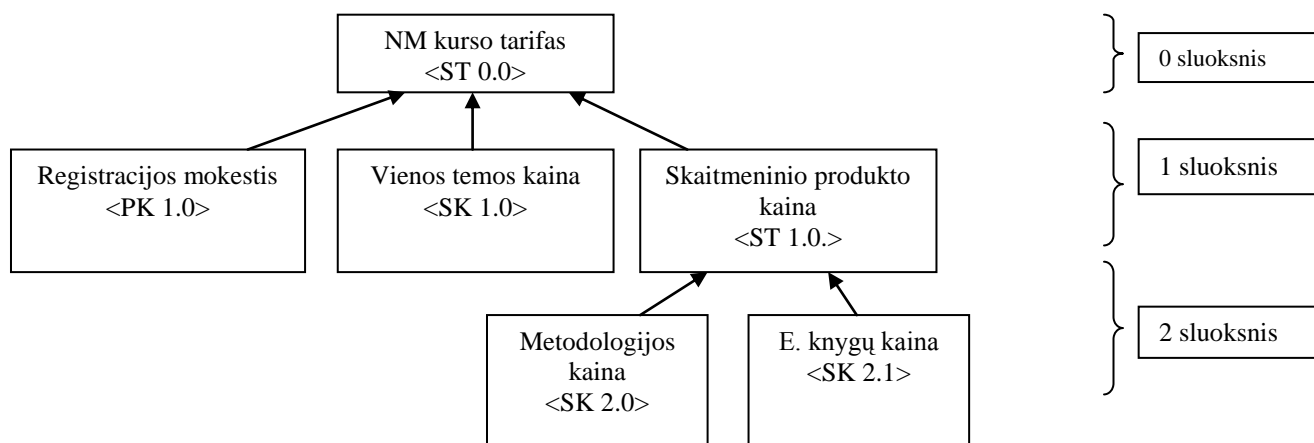 NM kurso tarifas
<ST 0.0>
0 sluoksnis
Registracijos mokestis
<PK 1.0>
Vienos temos kaina
<SK 1.0>
Skaitmeninio produkto
kaina
<ST 1.0.>
1 sluoksnis
Metodologijos
kaina
<SK 2.0>
E. knygų kaina
<SK 2.1>
2 sluoksnis